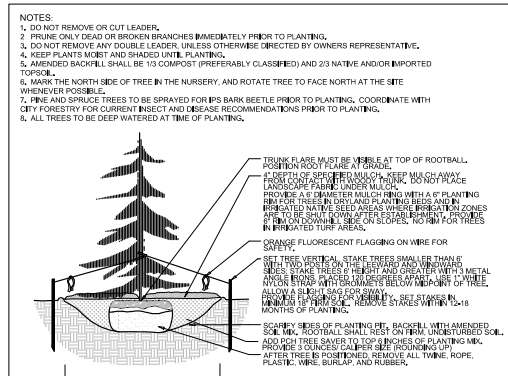 NOTES:
1. DO NOT REMOVE OR CUT LEADER.
2 PRUNE ONLY DEAD OR BROKEN BRANCHES IMMEDIATELY PRIOR TO PLANTING.
3. DO NOT REMOVE ANY DOUBLE LEADER, UNLESS OTHERWISE DIRECTED BY OWNERS REPRESENTATIVE.
4. KEEP PLANTS MOIST AND SHADED UNTIL PLANTING.
5. AMENDED BACKFILL SHALL BE 1/3 COMPOST (PREFERABLY CLASSIFIED) AND 2/3 NATIVE AND/OR IMPORTED
TOPSOIL.
6. MARK THE NORTH SIDE OF TREE IN THE NURSERY, AND ROTATE TREE TO FACE NORTH AT THE SITE
WHENEVER POSSIBLE.
7. PINE AND SPRUCE TREES TO BE SPRAYED FOR IPS BARK BEETLE PRIOR TO PLANTING. COORDINATE WITH
CITY FORESTRY FOR CURRENT INSECT AND DISEASE RECOMMENDATIONS PRIOR TO PLANTING.
8. ALL TREES TO BE DEEP WATERED AT TIME OF PLANTING.
TRUNK FLARE MUST BE VISIBLE AT TOP OF ROOTBALL.
POSITION ROOT FLARE AT GRADE.
4" DEPTH OF SPECIFIED MULCH. KEEP MULCH AWAY
FROM CONTACT WITH WOODY TRUNK. DO NOT PLACE
LANDSCAPE FABRIC UNDER MULCH.
PROVIDE A 6' DIAMETER MULCH RING WITH A 6" PLANTING
RIM FOR TREES IN DRYLAND PLANTING BEDS AND IN
IRRIGATED NATIVE SEED AREAS WHERE IRRIGATION ZONES
ARE TO BE SHUT DOWN AFTER ESTABLISHMENT. PROVIDE
6" RIM ON DOWNHILL SIDE ON SLOPES. NO RIM FOR TREES
IN IRRIGATED TURF AREAS.
ORANGE FLUORESCENT FLAGGING ON WIRE FOR
SAFETY.
SET TREE VERTICAL. STAKE TREES SMALLER THAN 6'
WITH TWO POSTS ON THE LEEWARD AND WINDWARD
SIDES; STAKE TREES 6' HEIGHT AND GREATER WITH 3 METAL
ANGLE IRONS, PLACED 120 DEGREES APART. USE 1" WHITE
NYLON STRAP WITH GROMMETS BELOW MIDPOINT OF TREE.
ALLOW A SLIGHT SAG FOR SWAY.
PROVIDE FLAGGING FOR VISIBILITY. SET STAKES IN
MINIMUM 18" FIRM SOIL. REMOVE STAKES WITHIN 12-18
MONTHS OF PLANTING.
SCARIFY SIDES OF PLANTING PIT. BACKFILL WITH AMENDED
SOIL MIX. ROOTBALL SHALL REST ON FIRM, UNDISTURBED SOIL.
ADD PCH TREE SAVER TO TOP 6 INCHES OF PLANTING MIX.
PROVIDE 3 OUNCES/ CALIPER SIZE (ROUNDING UP)
AFTER TREE IS POSITIONED, REMOVE ALL TWINE, ROPE,
PLASTIC, WIRE, BURLAP, AND RUBBER.